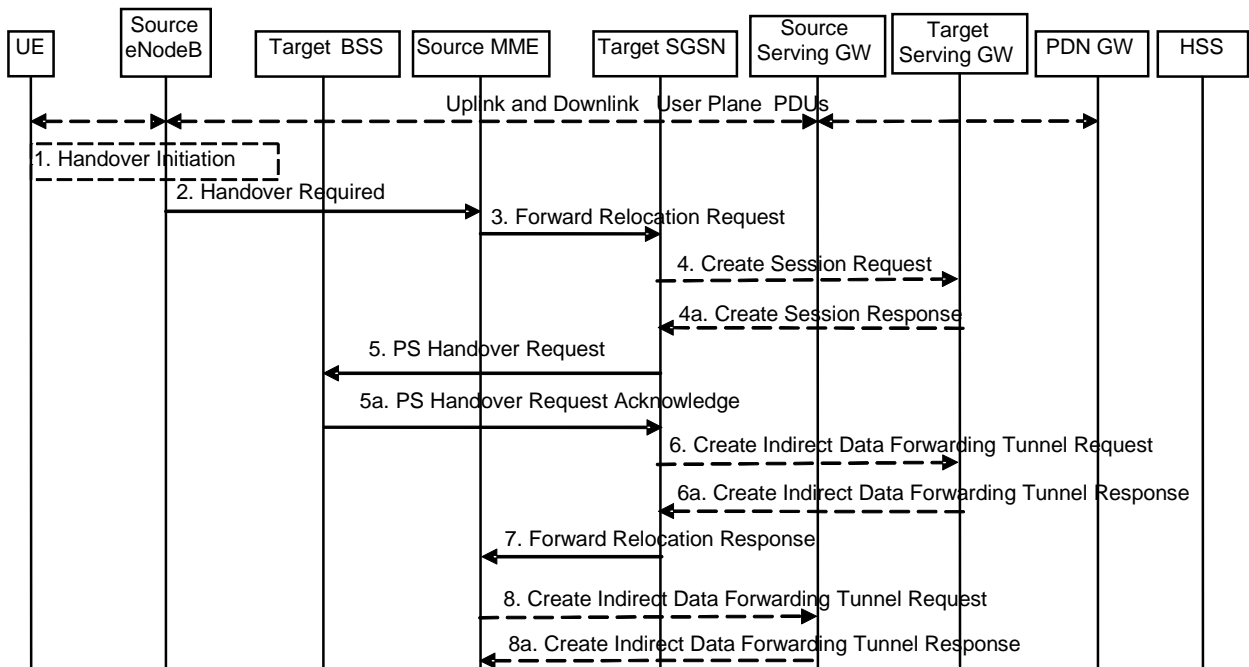 UE
Source
eNodeB
Target BSS
Source MME
Target SGSN
Source
Serving GW
Target
Serving GW
PDN GW
HSS
Uplink and Downlink User Plane PDUs
1. Handover Initiation
2. Handover Required
3. Forward Relocation Request
4. Create Session Request
4a. Create Session Response
5. PS Handover Request
5a. PS Handover Request Acknowledge
6. Create Indirect Data Forwarding Tunnel Request
6a. Create Indirect Data Forwarding Tunnel Response
7. Forward Relocation Response
8. Create Indirect Data Forwarding Tunnel Request
8a. Create Indirect Data Forwarding Tunnel Response